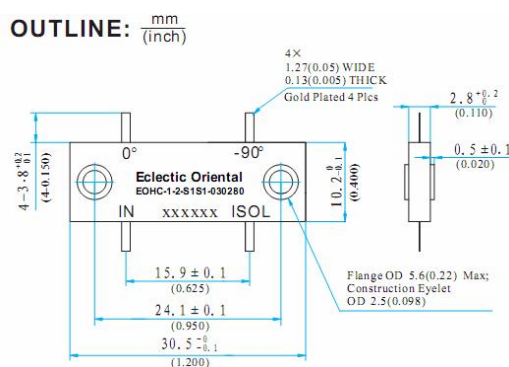 OUTLINE: mm
(inch)
4×
1.27(0.05) WIDE
0.13(0.005) THICK
Gold Plated 4 Plcs
2.8 +0.2 0
(0.110)
4-3.8 +0.2 -0.1
(4-0.150)
0° -90°
Eclectic Oriental
EOHC-1-2-S1S1-030280
IN xxxxxx ISOL
10.2 0 -0.1
(0.400)
0.5±0.1
(0.020)
15.9±0.1
(0.625)
24.1±0.1
(0.950)
30.5 0 -0.1
(1.200)
Flange OD 5.6(0.22) Max;
Construction Eyelet
OD 2.5(0.098)